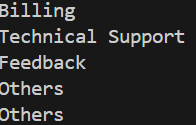 Billing
Technical Support
Feedback
Others
Others